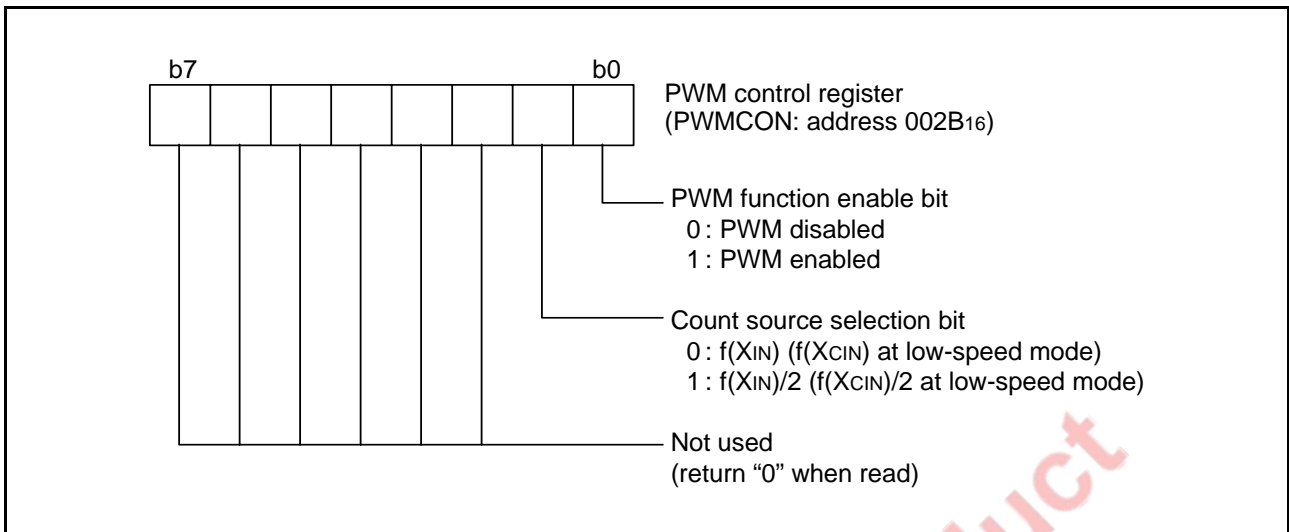 b7 b0
PWM control register
(PWMCON: address 002B16)
PWM function enable bit
0 : PWM disabled
1 : PWM enabled
Count source selection bit
0 : f(XIN) (f(XCIN) at low-speed mode)
1 : f(XIN)/2 (f(XCIN)/2 at low-speed mode)
Not used
(return “0” when read)
uct